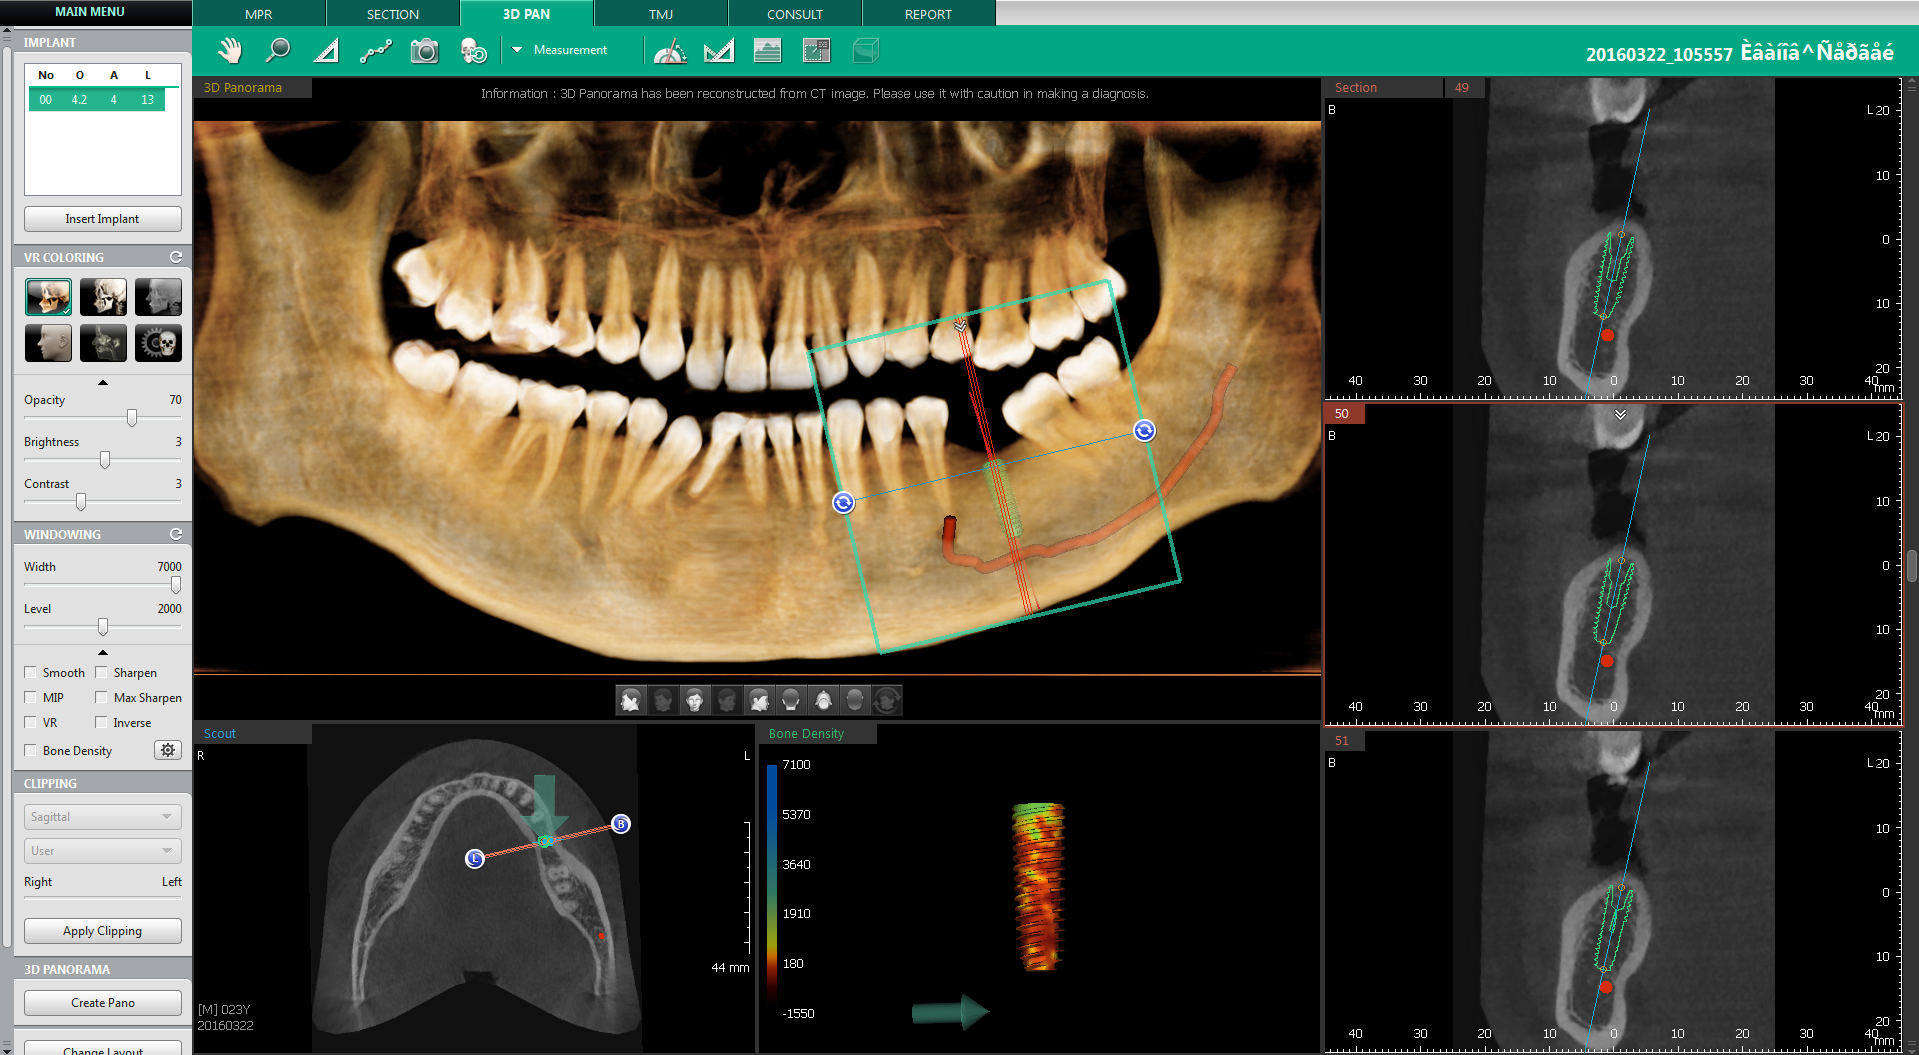 MAIN MENU
MPR
SECTION
3D PAN
TMJ
CONSULT
REPORT
Measurement
20160322_105557 Èâàíîâ^Ñåðãåé
IMPLANT
No O A L
00 4.2 4 13
Insert Implant
VR COLORING
Opacity 70
Brightness 3
Contrast 3
WINDOWING
Width 7000
Level 2000
Smooth
Sharpen
MIP
Max Sharpen
VR
Inverse
Bone Density
CLIPPING
Sagittal
User
Right Left
Apply Clipping
3D PANORAMA
Create Pano
Change Layout
3D Panorama
Information : 3D Panorama has been reconstructed from CT image. Please use it with caution in making a diagnosis.
Scout
R
L
B
L
44 mm
[M] 023Y
20160322
Bone Density
7100
5370
3640
1910
180
-1550
Section 49
B
L 20
10
0
10
20
mm
40 30 20 10 0 10 20 30 40
50
B
L 20
10
0
10
20
mm
40 30 20 10 0 10 20 30 40
51
B
L 20
10
0
10
20
mm
40 30 20 10 0 10 20 30 40